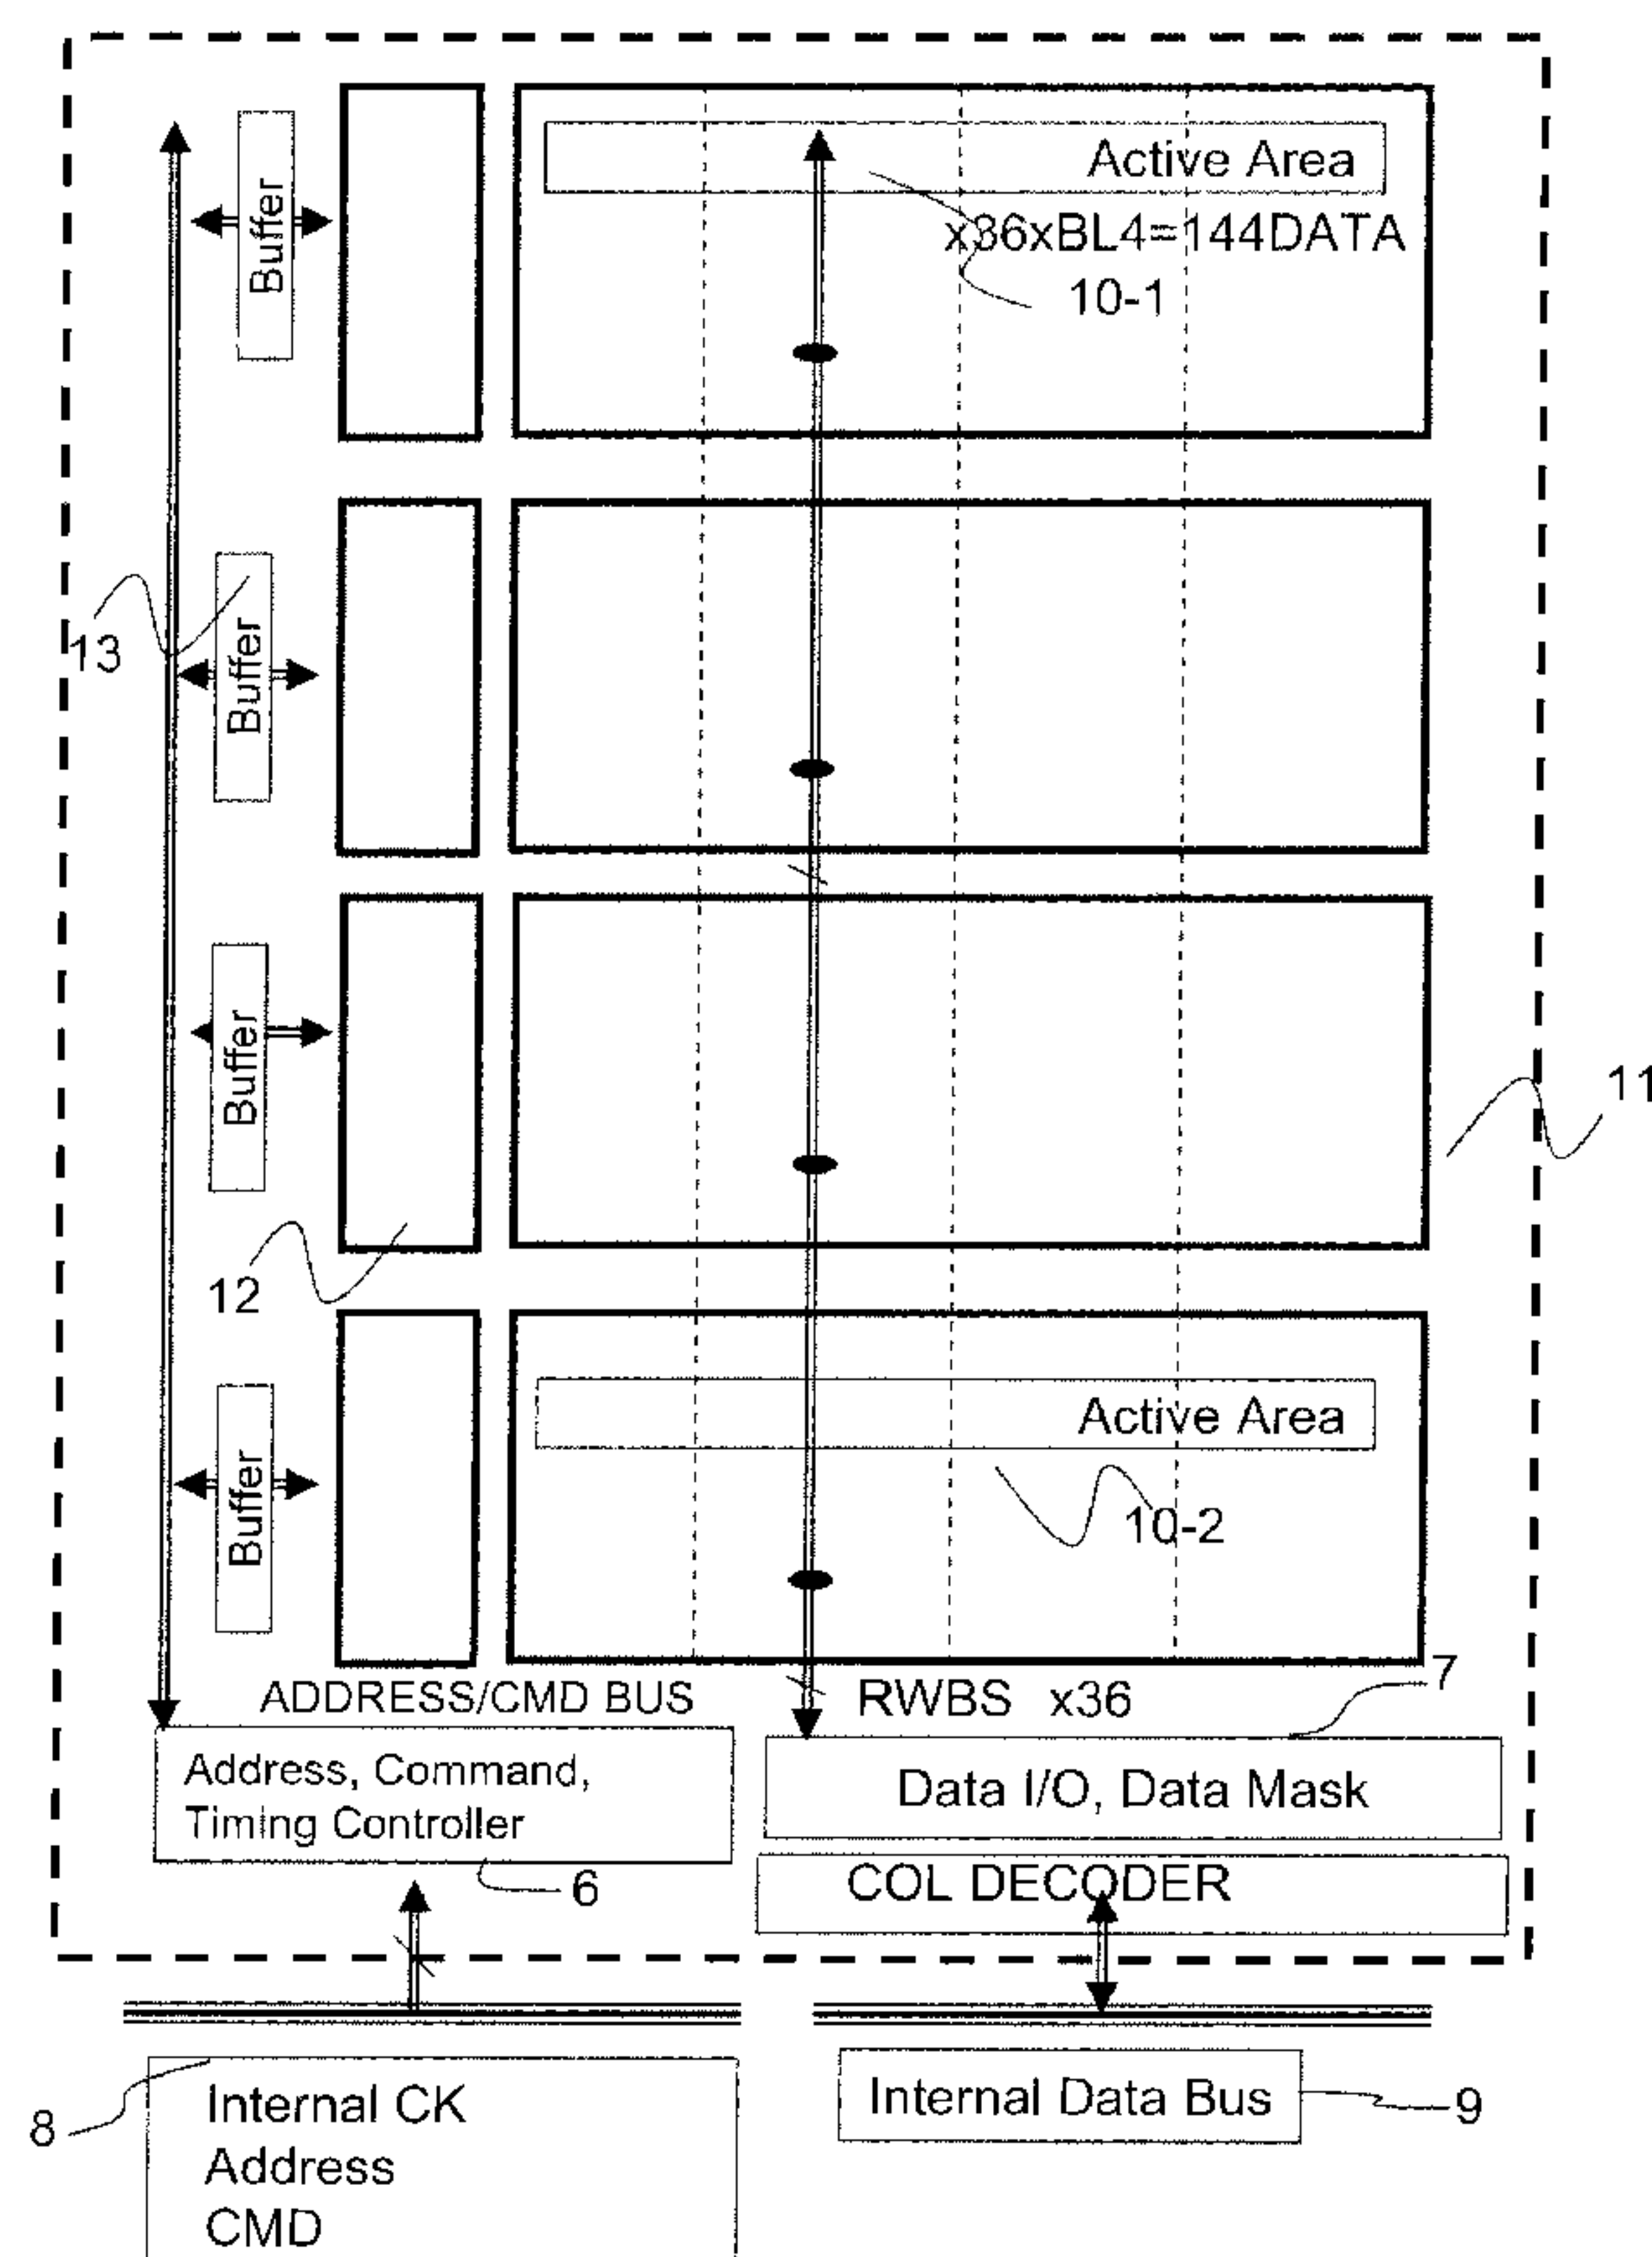 Buffer
Active Area
x36xBL4=144DATA
10-1
13
Buffer
11
Buffer
12
Active Area
10-2
Buffer
7
ADDRESS/CMD BUS
RWBS x36
Address, Command,
Timing Controller
Data I/O, Data Mask
6
COL DECODER
8
Internal CK
Address
CMD
Internal Data Bus
9